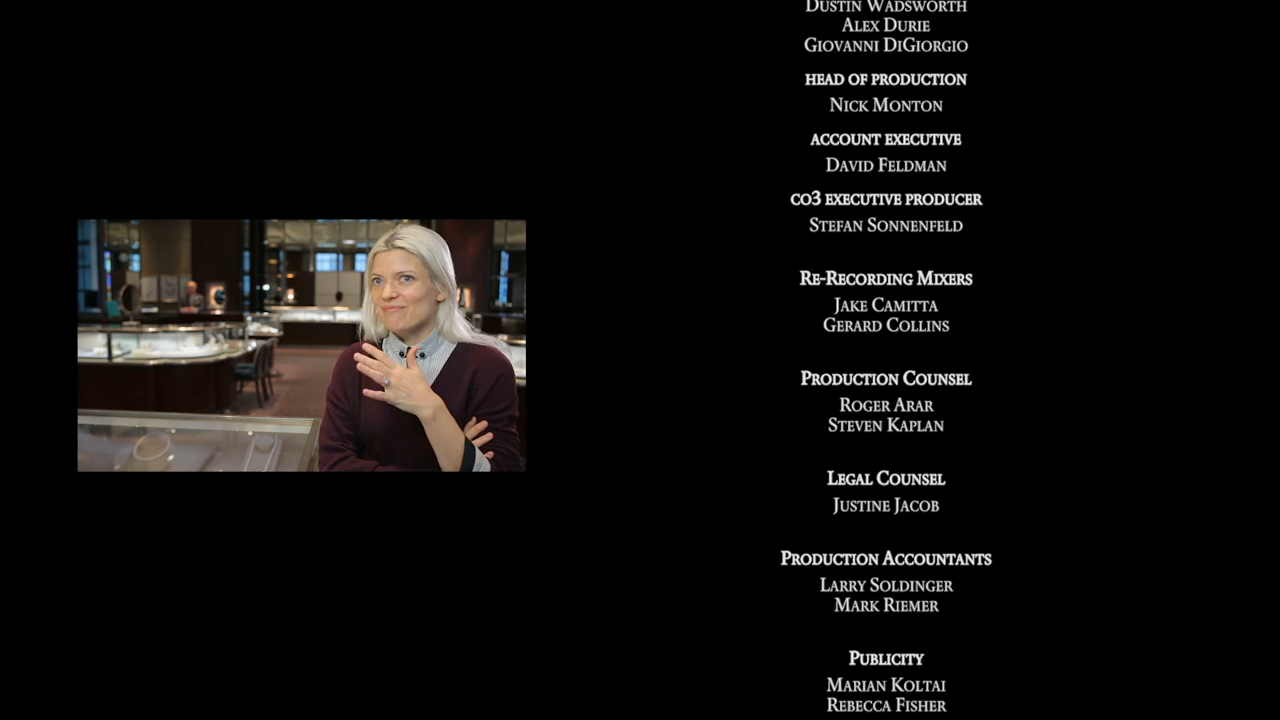 Dustin Wadsworth
Alex Durie
Giovanni DiGiorgio
head of production
Nick Monton
account executive
David Feldman
co3 executive producer
Stefan Sonnenfeld
Re-Recording Mixers
Jake Camitta
Gerard Collins
Production Counsel
Roger Arar
Steven Kaplan
Legal Counsel
Justine Jacob
Production Accountants
Larry Soldinger
Mark Riemer
Publicity
Marian Koltai
Rebecca Fisher